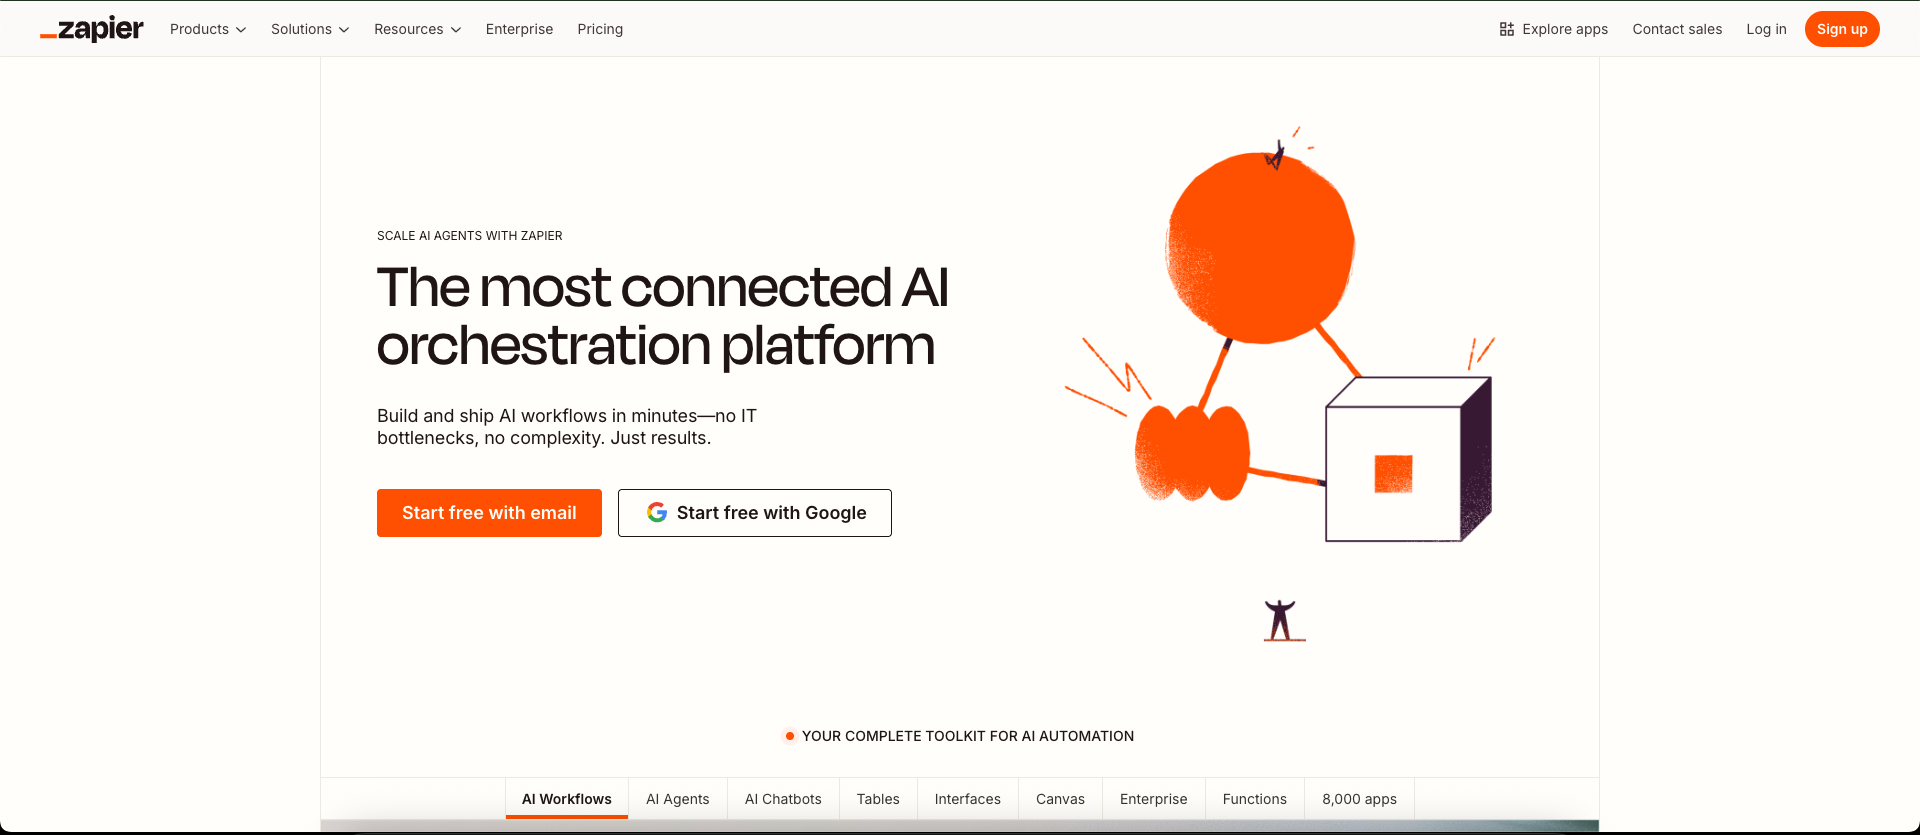 zapier
Products
Solutions
Resources
Enterprise
Pricing
Explore apps
Contact sales
Log in
Sign up
SCALE AI AGENTS WITH ZAPIER
The most connected AI
orchestration platform
Build and ship AI workflows in minutes—no IT
bottlenecks, no complexity. Just results.
Start free with email
Start free with Google
YOUR COMPLETE TOOLKIT FOR AI AUTOMATION
AI Workflows
AI Agents
AI Chatbots
Tables
Interfaces
Canvas
Enterprise
Functions
8,000 apps